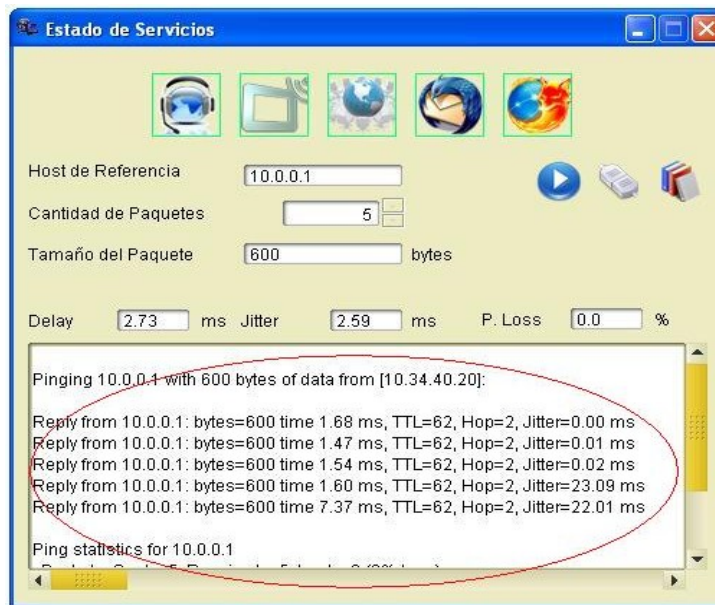 Estado de Servicios
Host de Referencia 10.0.0.1
Cantidad de Paquetes 5
Tamaño del Paquete 600 bytes
Delay 2.73 ms Jitter 2.59 ms P. Loss 0.0 %
Pinging 10.0.0.1 with 600 bytes of data from [10.34.40.20]:
Reply from 10.0.0.1: bytes=600 time 1.68 ms, TTL=62, Hop=2, Jitter=0.00 ms
Reply from 10.0.0.1: bytes=600 time 1.47 ms, TTL=62, Hop=2, Jitter=0.01 ms
Reply from 10.0.0.1: bytes=600 time 1.54 ms, TTL=62, Hop=2, Jitter=0.02 ms
Reply from 10.0.0.1: bytes=600 time 1.60 ms, TTL=62, Hop=2, Jitter=23.09 ms
Reply from 10.0.0.1: bytes=600 time 7.37 ms, TTL=62, Hop=2, Jitter=22.01 ms
Ping statistics for 10.0.0.1